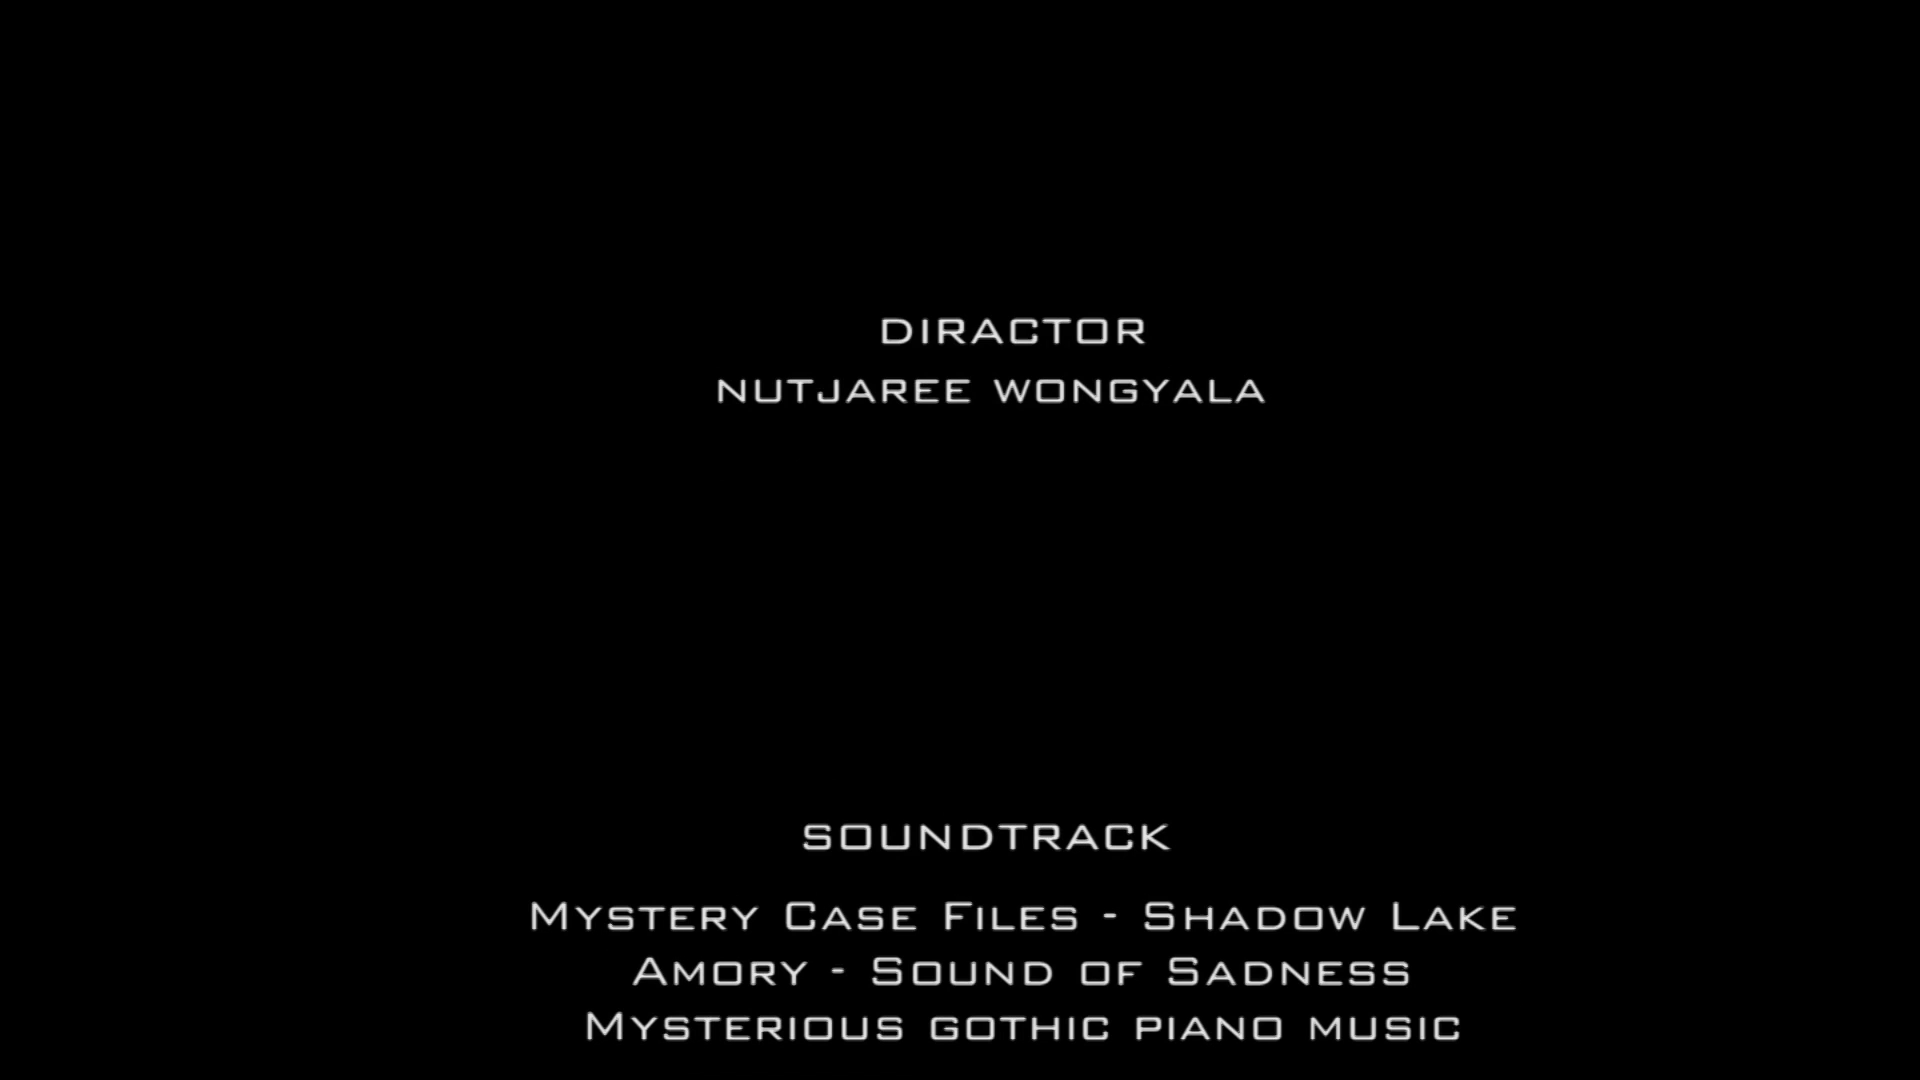 DIRACTOR
NUTJAREE WONGYALA
SOUNDTRACK
Mystery Case Files - Shadow Lake
Amory - Sound of Sadness
Mysterious gothic piano music